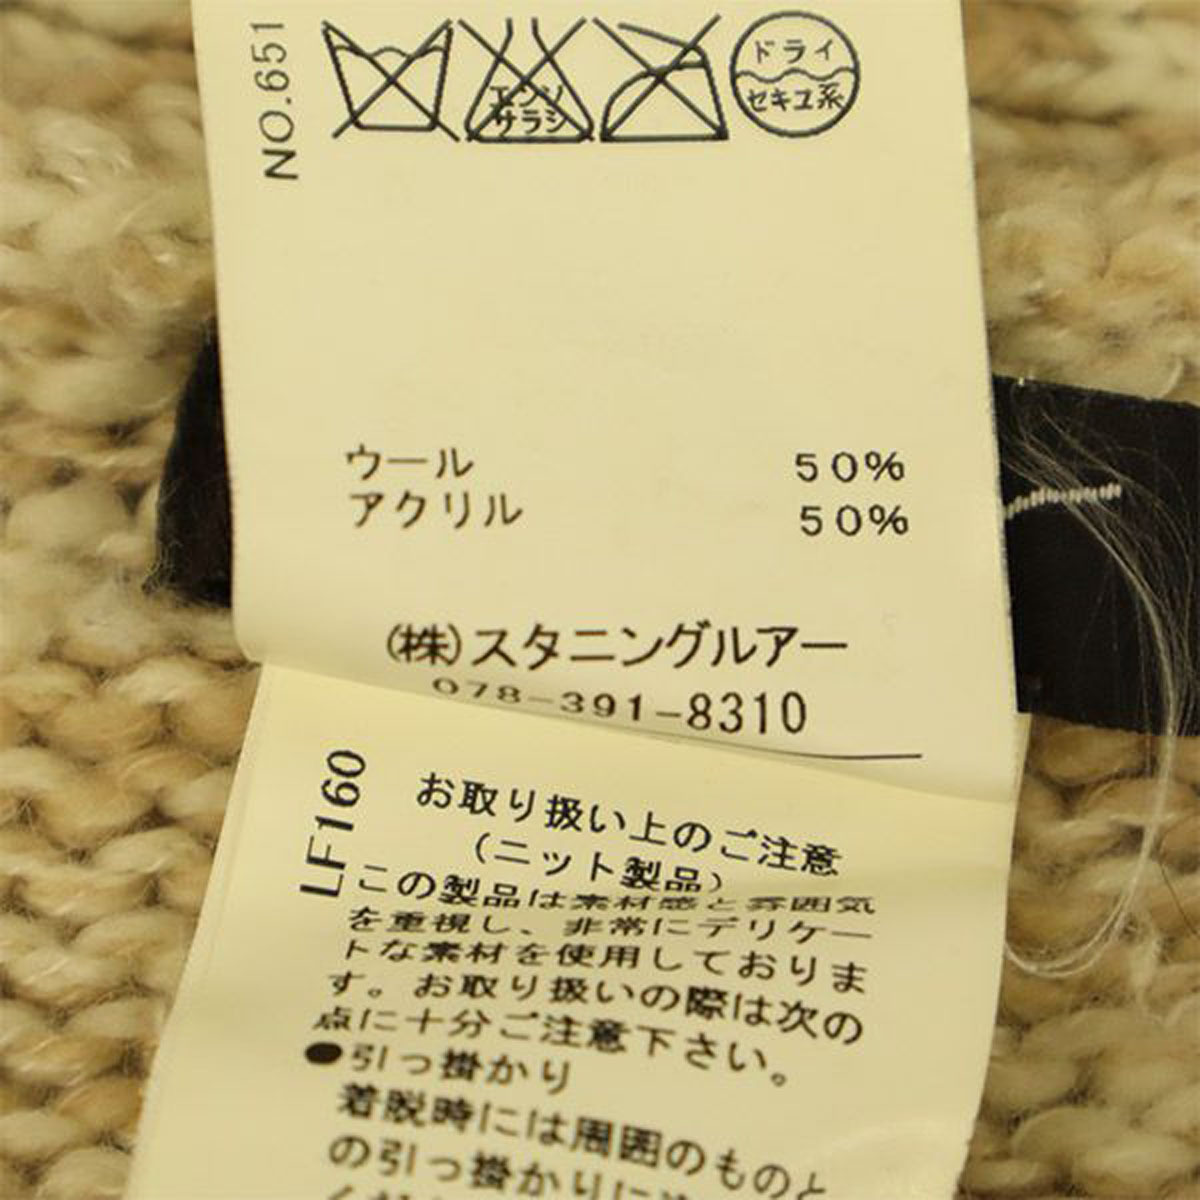 NO.651
エンソ
サラシ
ドライ
セキユ系
ウール 50%
アクリル 50%
(株)スタニングルアー
078-391-8310
LF160
お取り扱い上のご注意
(ニット製品)
この製品は素材感と雰囲気
を重視し、非常にデリケー
トな素材を使用しておりま
す。お取り扱いの際は次の
点に十分ご注意下さい。
●引っ掛かり
着脱時には周囲のものと
の引っ掛かりに